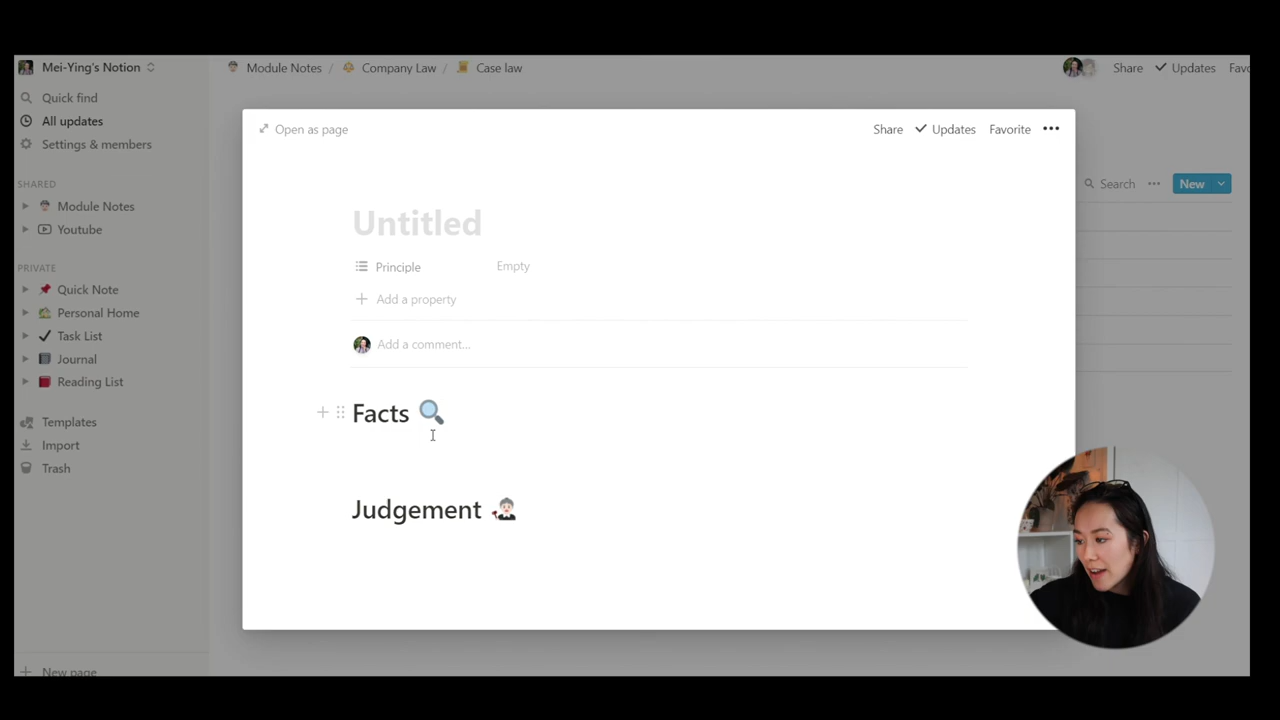 Mei-Ying's Notion
Module Notes / Company Law / Case law
Share Updates Favo
Quick find
All updates
Settings & members
SHARED
Module Notes
Youtube
PRIVATE
Quick Note
Personal Home
Task List
Journal
Reading List
Templates
Import
Trash
New page
Open as page
Share Updates Favorite
Search
New
Untitled
Principle Empty
Add a property
Add a comment...
Facts
Judgement